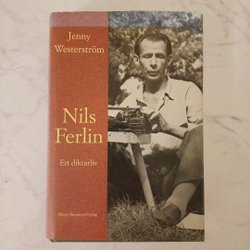 Jenny
Westerström
Nils
Ferlin
Ett diktarliv
Albert Bonniers Förlag